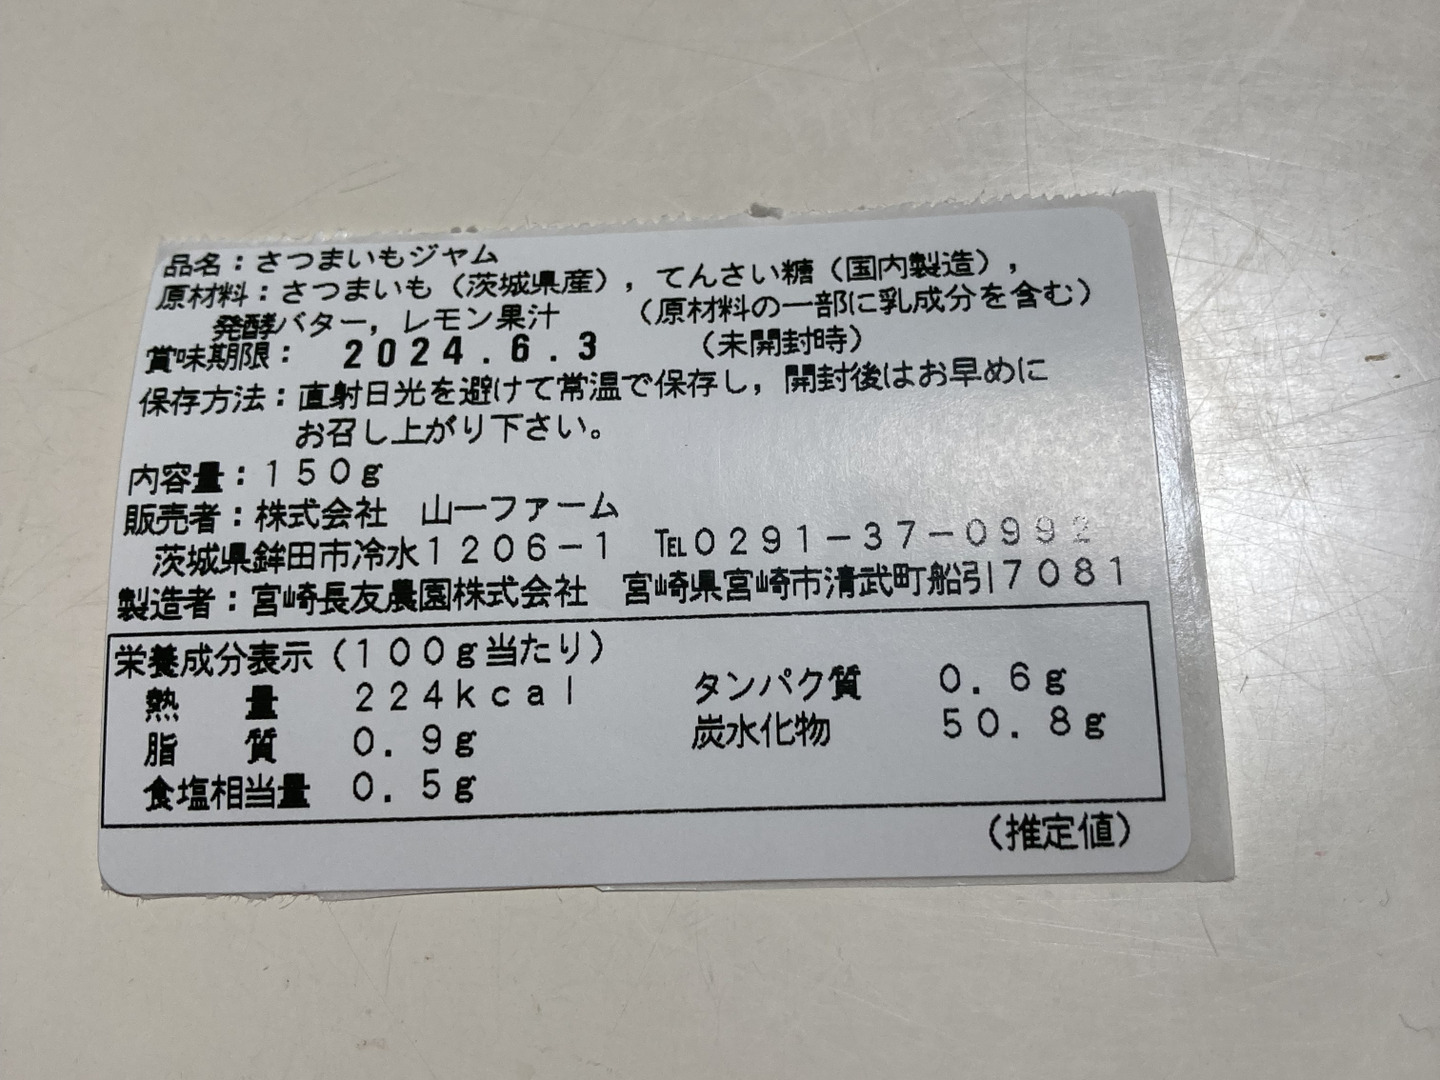 品名：さつまいもジャム
原材料：さつまいも（茨城県産），てんさい糖（国内製造），
発酵バター，レモン果汁　（原材料の一部に乳成分を含む）
賞味期限：2024.6.3　（未開封時）
保存方法：直射日光を避けて常温で保存し，開封後はお早めに
お召し上がり下さい。
内容量：１５０ｇ
販売者：株式会社　山一ファーム
茨城県鉾田市冷水１２０６－１　℡０２９１－３７－０９９２
製造者：宮崎長友農園株式会社　宮崎県宮崎市清武町船引７０８１
栄養成分表示（１００ｇ当たり）
熱量　２２４ｋｃａｌ　タンパク質　０．６ｇ
脂質　０．９ｇ　炭水化物　５０．８ｇ
食塩相当量　０．５ｇ
（推定値）